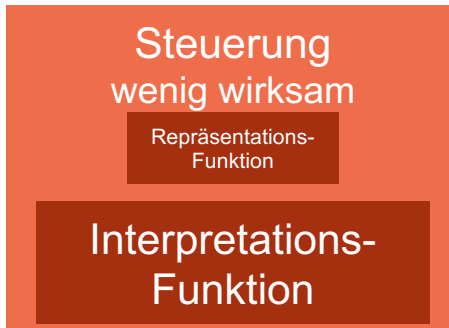 Steuerung
wenig wirksam
Repräsentations-
Funktion
Interpretations-
Funktion